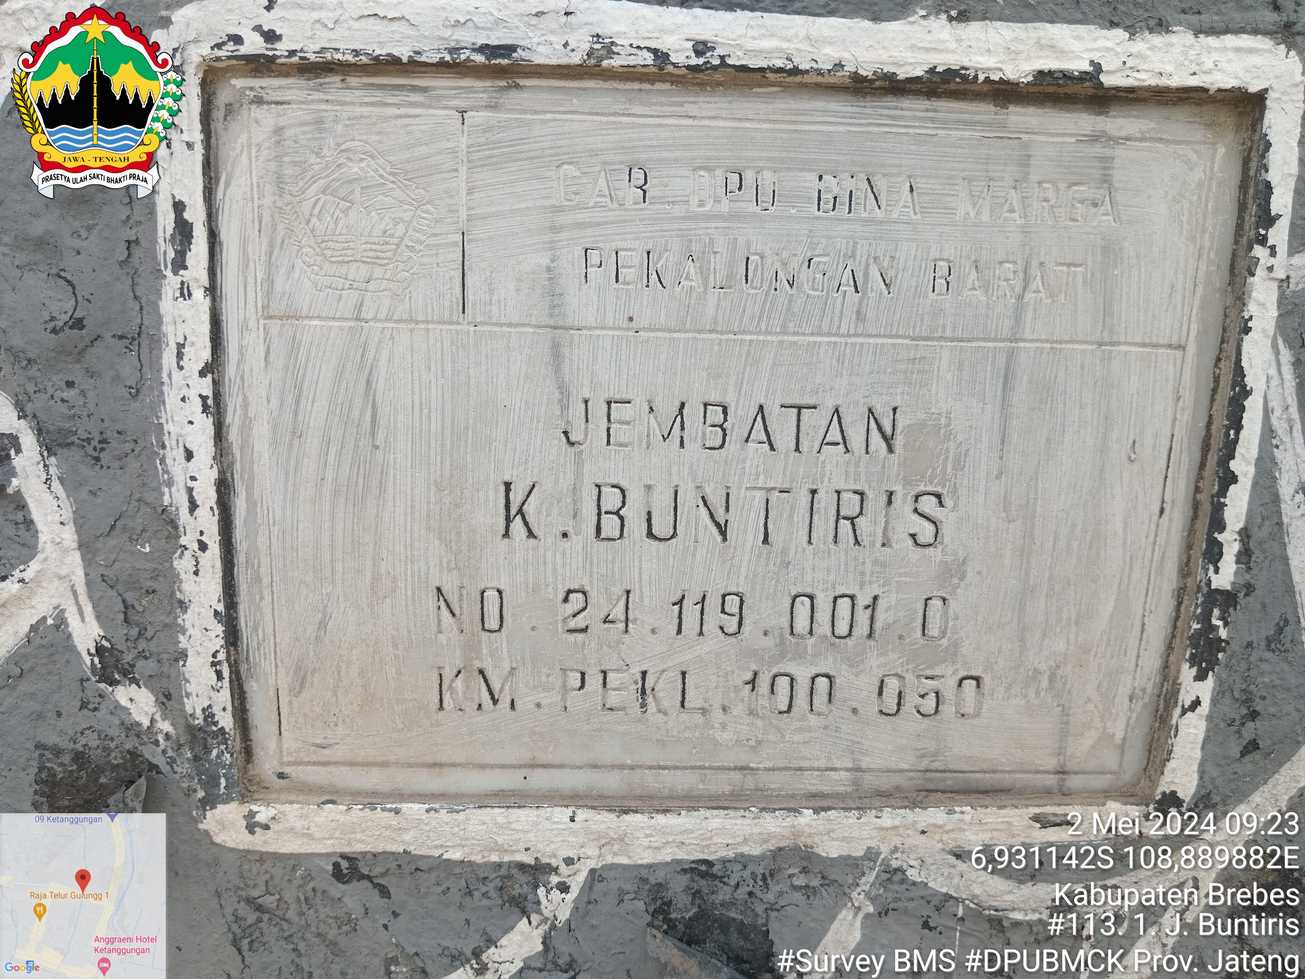 JAWA - TENGAH
PRASETYA ULAH SAKTI BHAKTI PRAJA
CAB. DPU. BINA MARGA
PEKALONGAN BARAT
JEMBATAN
K. BUNTIRIS
NO. 24.119.001.0
KM. PEKL. 100.050
09 Ketanggungan
Raja Telur Gulungg 1
Anggraeni Hotel
Ketanggungan
Google
2 Mei 2024 09:23
6,931142S 108,889882E
Kabupaten Brebes
#113. 1. J. Buntiris
#Survey BMS #DPUBMCK Prov. Jateng